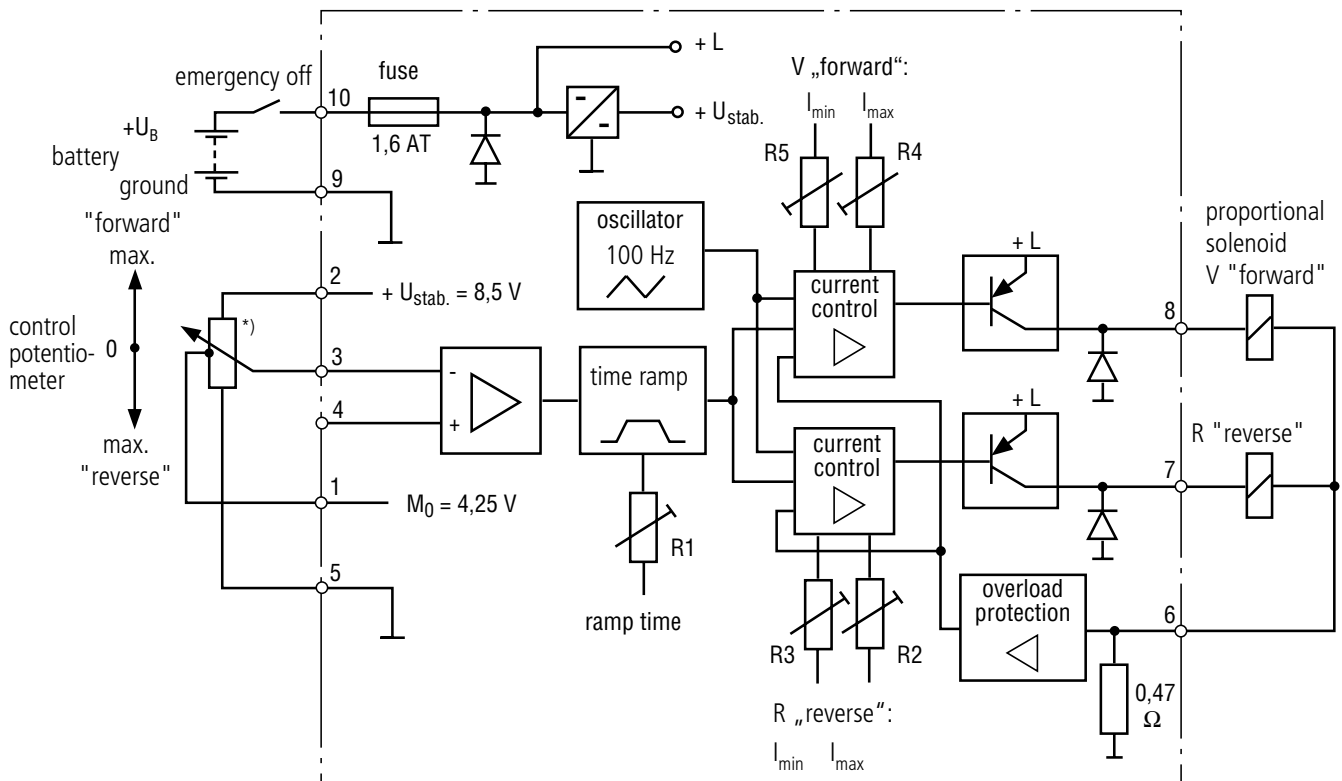 emergency off
fuse
1,6 AT
10
+U_B
battery
ground
9
+ L
+ U_stab.
V „forward“:
I_min I_max
R5 R4
"forward"
max.
control
potentio-
meter
0
max.
"reverse"
*)
2
+ U_stab. = 8,5 V
3
4
1
M_0 = 4,25 V
5
-
+
oscillator
100 Hz
time ramp
R1
ramp time
current
control
current
control
+ L
+ L
R3 R2
R „reverse“:
I_min I_max
overload
protection
0,47
Ω
8
7
6
proportional
solenoid
V "forward"
R "reverse"